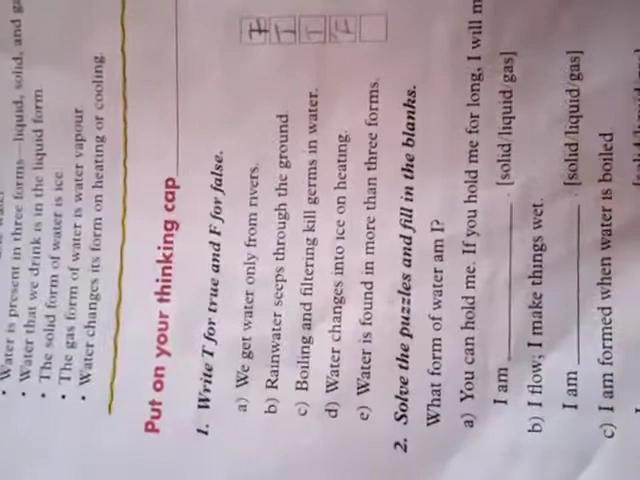 • Water is present in three forms—liquid, solid, and
• Water that we drink is in the liquid form
• The solid form of water is ice
• The gas form of water is water vapour
• Water changes its form on heating or cooling.
Put on your thinking cap
1. Write T for true and F for false.
a) We get water only from rivers. F
b) Rainwater seeps through the ground. T
c) Boiling and filtering kill germs in water. T
d) Water changes into ice on heating. F
e) Water is found in more than three forms.
2. Solve the puzzles and fill in the blanks.
What form of water am I?
a) You can hold me. If you hold me for long, I will
I am ________. [solid/liquid/gas]
b) I flow; I make things wet.
I am ________. [solid/liquid/gas]
c) I am formed when water is boiled